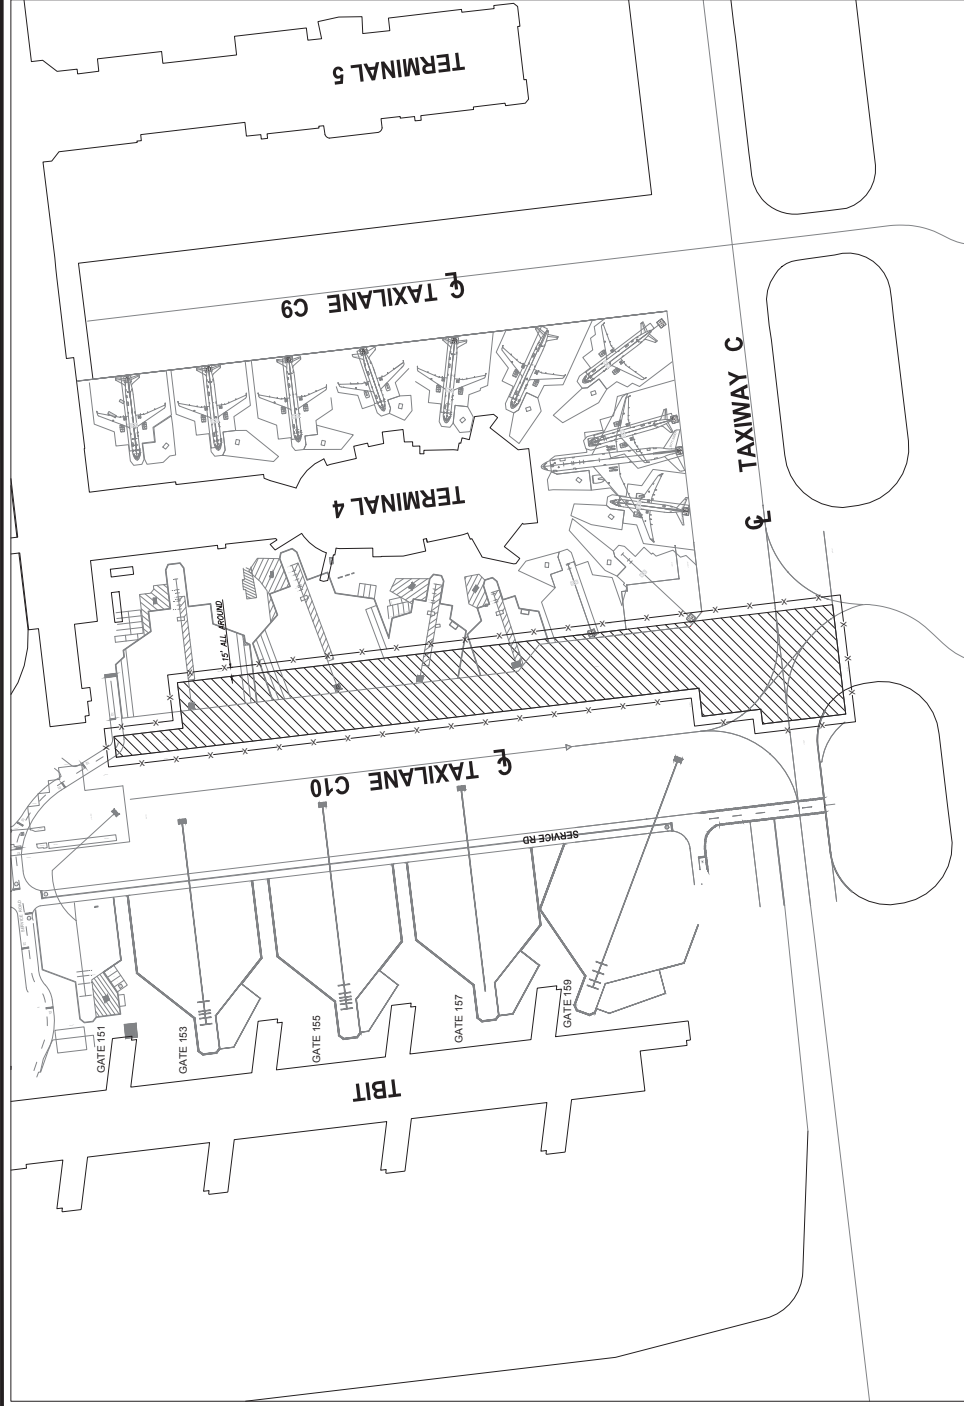 TERMINAL 5
℄ TAXILANE C9
℄ TAXIWAY C
TERMINAL 4
15' ALL AROUND
℄ TAXILANE C10
SERVICE RD
GATE 151
GATE 153
GATE 155
GATE 157
GATE 159
TBIT